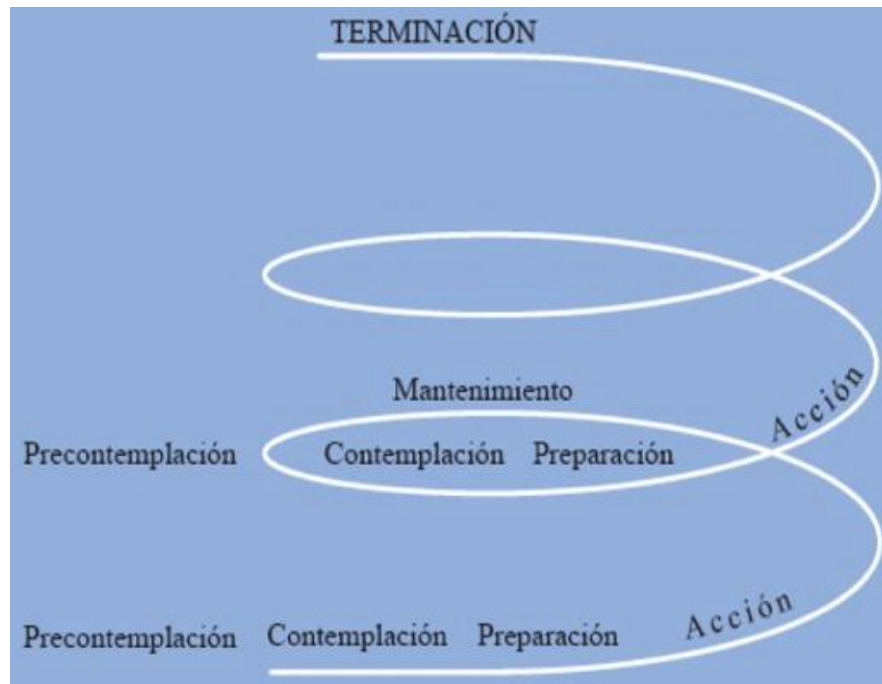 TERMINACIÓN
Mantenimiento
Acción
Precontemplación Contemplación Preparación
Acción
Precontemplación Contemplación Preparación